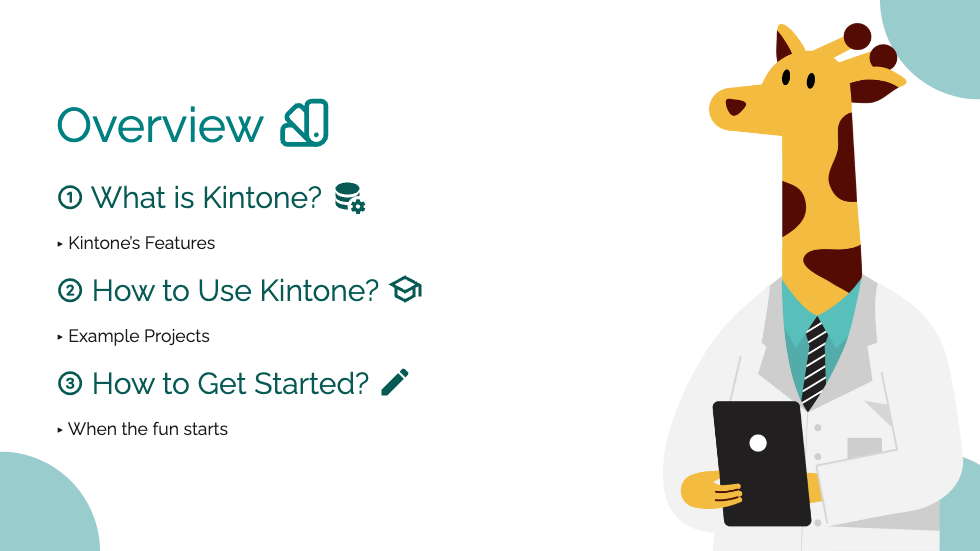 Overview
① What is Kintone?
▸ Kintone's Features
② How to Use Kintone?
▸ Example Projects
③ How to Get Started?
▸ When the fun starts